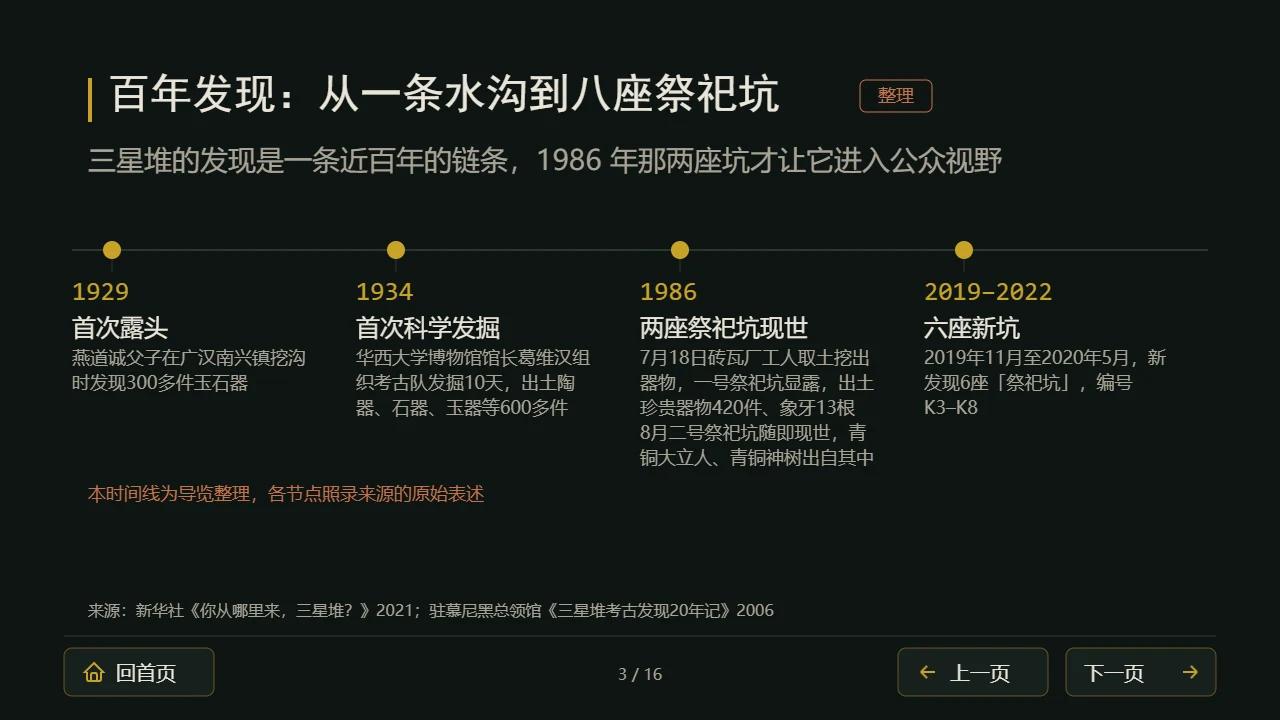 百年发现：从一条水沟到八座祭祀坑
整理
三星堆的发现是一条近百年的链条，1986 年那两座坑才让它进入公众视野
1929
首次露头
燕道诚父子在广汉南兴镇挖沟
时发现300多件玉石器
1934
首次科学发掘
华西大学博物馆馆长葛维汉组
织考古队发掘10天，出土陶
器、石器、玉器等600多件
1986
两座祭祀坑现世
7月18日砖瓦厂工人取土挖出
器物，一号祭祀坑显露，出土
珍贵器物420件、象牙13根
8月二号祭祀坑随即现世，青
铜大立人、青铜神树出自其中
2019–2022
六座新坑
2019年11月至2020年5月，新
发现6座「祭祀坑」，编号
K3–K8
本时间线为导览整理，各节点照录来源的原始表述
来源：新华社《你从哪里来，三星堆？》2021；驻慕尼黑总领馆《三星堆考古发现20年记》2006
回首页
3 / 16
上一页
下一页